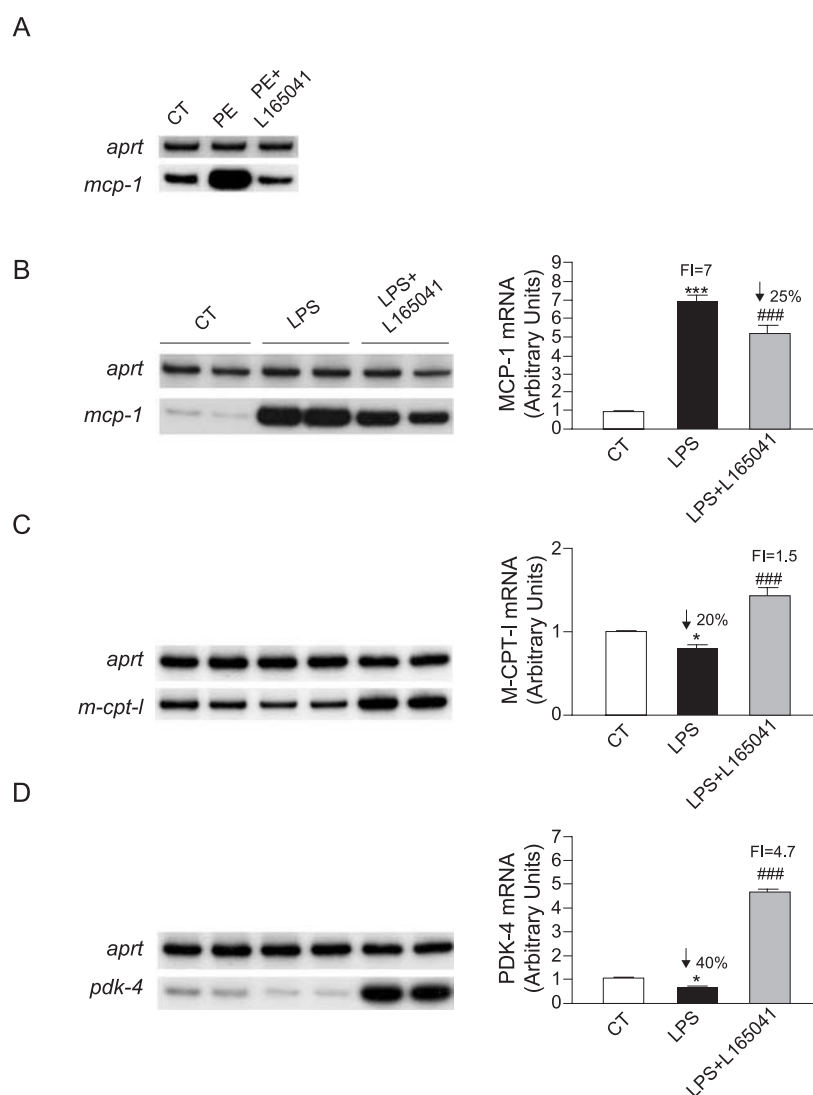 A
CT
PE
PE+
L165041
aprt
mcp-1
B
CT
LPS
LPS+
L165041
aprt
mcp-1
MCP-1 mRNA
(Arbitrary Units)
9
8
7
6
5
4
3
2
1
0
FI=7
***
↓ 25%
###
CT
LPS
LPS+L165041
C
aprt
m-cpt-I
M-CPT-I mRNA
(Arbitrary Units)
2
1
0
↓ 20%
*
FI=1.5
###
CT
LPS
LPS+L165041
D
aprt
pdk-4
PDK-4 mRNA
(Arbitrary Units)
7
6
5
4
3
2
1
0
↓ 40%
*
FI=4.7
###
CT
LPS
LPS+L165041